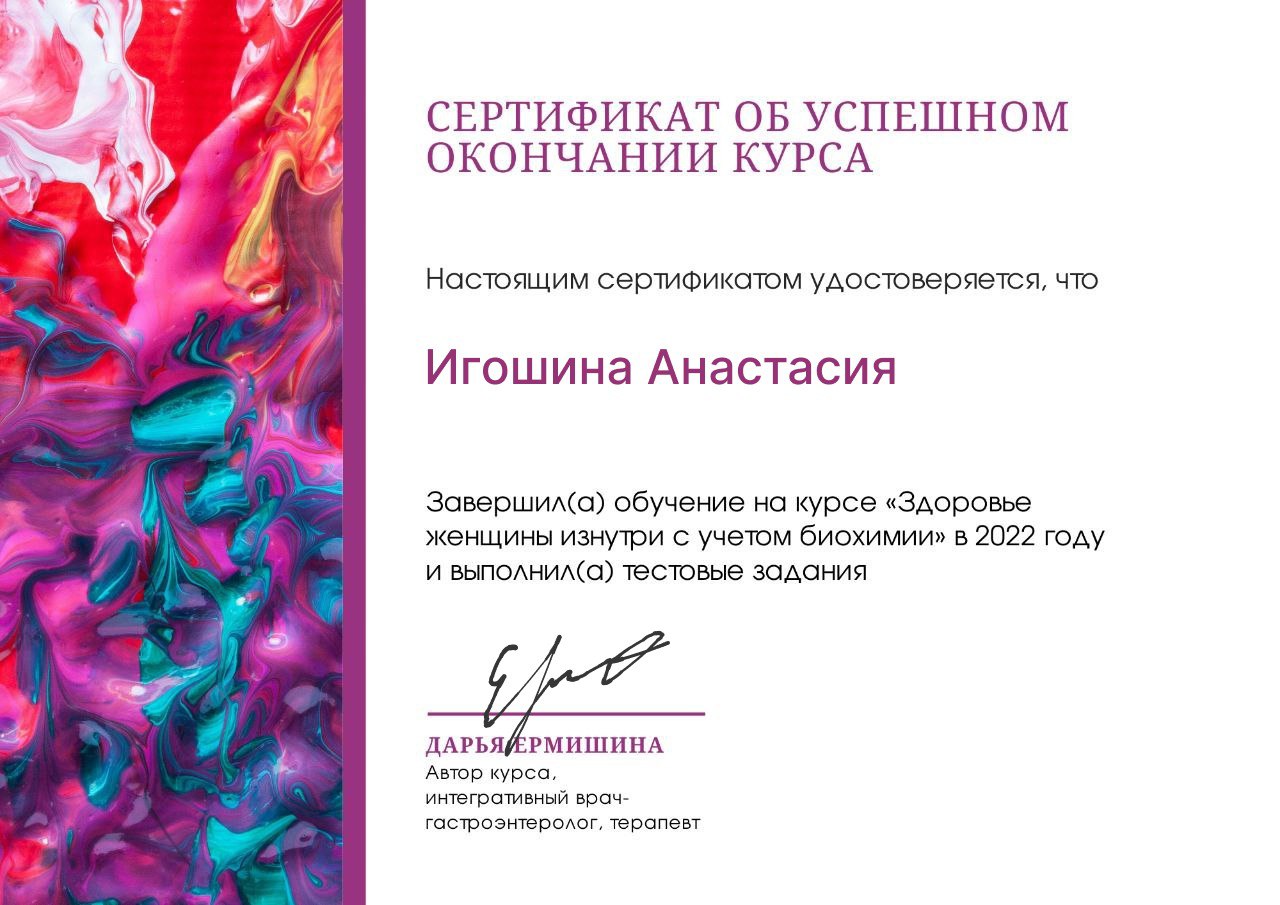 СЕРТИФИКАТ ОБ УСПЕШНОМ
ОКОНЧАНИИ КУРСА
Настоящим сертификатом удостоверяется, что
Игошина Анастасия
Завершил(а) обучение на курсе «Здоровье
женщины изнутри с учетом биохимии» в 2022 году
и выполнил(а) тестовые задания
ДАРЬЯ ЕРМИШИНА
Автор курса,
интегративный врач-
гастроэнтеролог, терапевт